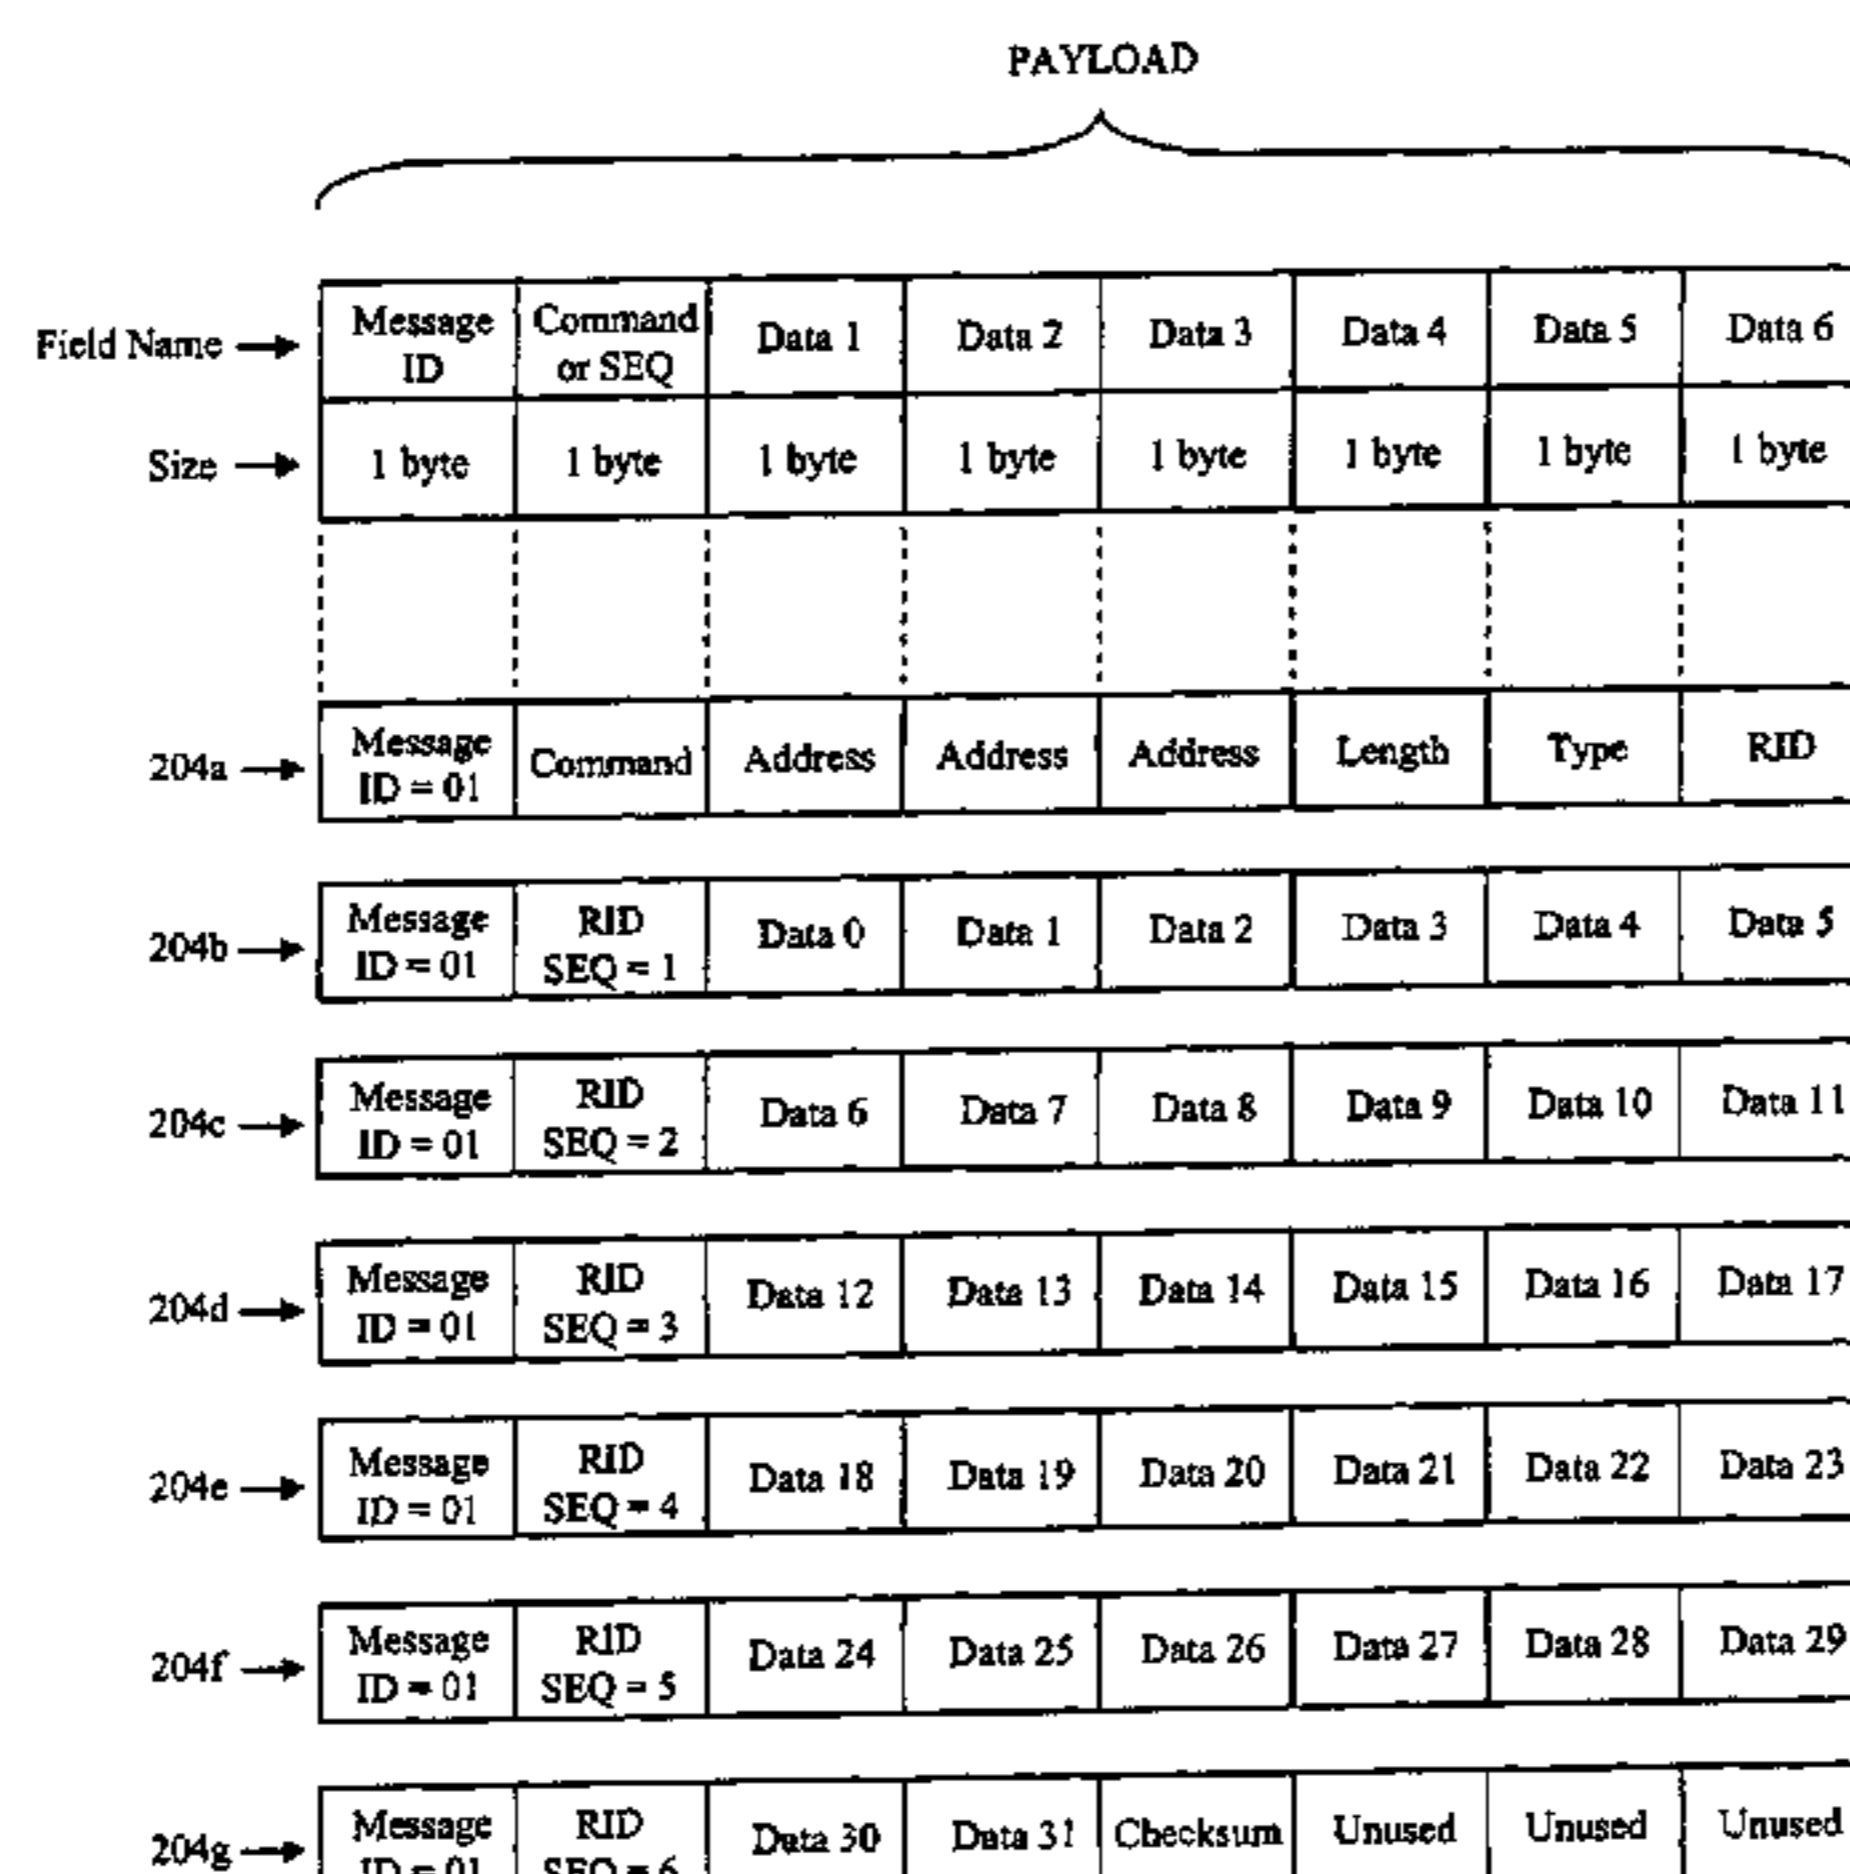 PAYLOAD
Field Name
Message ID
Command or SEQ
Data 1
Data 2
Data 3
Data 4
Data 5
Data 6
Size
1 byte
1 byte
1 byte
1 byte
1 byte
1 byte
1 byte
1 byte
204a
Message ID = 01
Command
Address
Address
Address
Length
Type
RID
204b
Message ID = 01
RID SEQ = 1
Data 0
Data 1
Data 2
Data 3
Data 4
Data 5
204c
Message ID = 01
RID SEQ = 2
Data 6
Data 7
Data 8
Data 9
Data 10
Data 11
204d
Message ID = 01
RID SEQ = 3
Data 12
Data 13
Data 14
Data 15
Data 16
Data 17
204e
Message ID = 01
RID SEQ = 4
Data 18
Data 19
Data 20
Data 21
Data 22
Data 23
204f
Message ID = 01
RID SEQ = 5
Data 24
Data 25
Data 26
Data 27
Data 28
Data 29
204g
Message ID = 01
RID SEQ = 6
Data 30
Data 31
Checksum
Unused
Unused
Unused